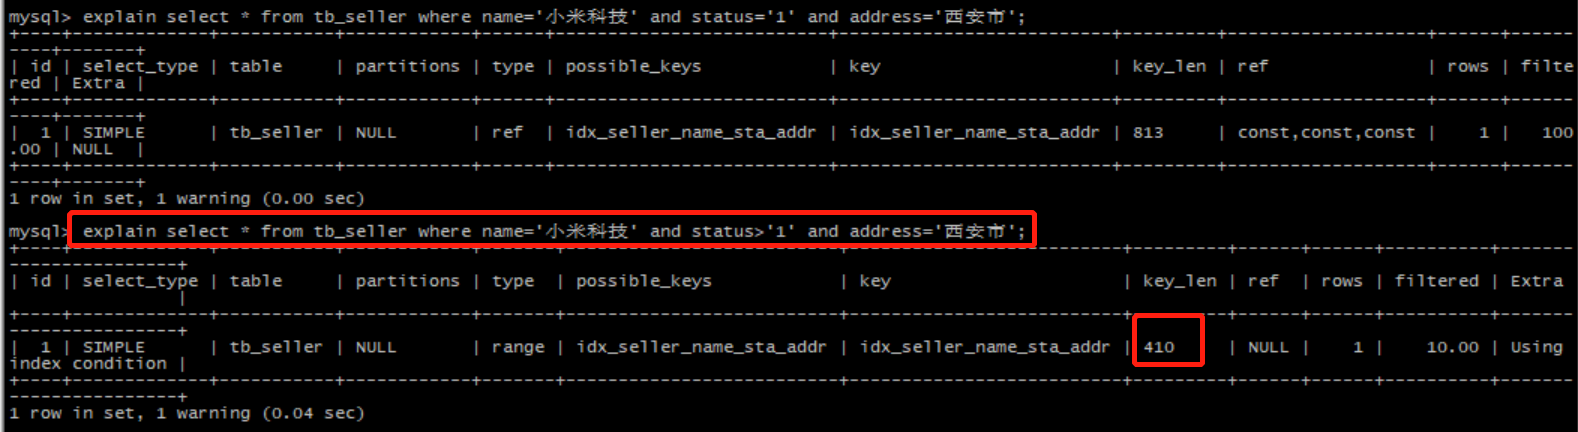 mysql> explain select * from tb_seller where name='小米科技' and status='1' and address='西安市';
+----+-------------+-----------+------------+------+--------------------------+--------------------------+---------+-------------------+------+------
----+-------+
| id | select_type | table     | partitions | type | possible_keys            | key                      | key_len | ref               | rows | filte
red | Extra |
+----+-------------+-----------+------------+------+--------------------------+--------------------------+---------+-------------------+------+------
----+-------+
|  1 | SIMPLE      | tb_seller | NULL       | ref  | idx_seller_name_sta_addr | idx_seller_name_sta_addr | 813     | const,const,const |    1 |   100
.00 | NULL  |
+----+-------------+-----------+------------+------+--------------------------+--------------------------+---------+-------------------+------+------
----+-------+
1 row in set, 1 warning (0.00 sec)
mysql> explain select * from tb_seller where name='小米科技' and status>'1' and address='西安市';
+----+-------------+-----------+------------+-------+--------------------------+--------------------------+---------+------+------+----------+-------
----------------+
| id | select_type | table     | partitions | type  | possible_keys            | key                      | key_len | ref  | rows | filtered | Extra
                |
+----+-------------+-----------+------------+-------+--------------------------+--------------------------+---------+------+------+----------+-------
----------------+
|  1 | SIMPLE      | tb_seller | NULL       | range | idx_seller_name_sta_addr | idx_seller_name_sta_addr | 410     | NULL |    1 |    10.00 | Using
index condition |
+----+-------------+-----------+------------+-------+--------------------------+--------------------------+---------+------+------+----------+-------
----------------+
1 row in set, 1 warning (0.04 sec)